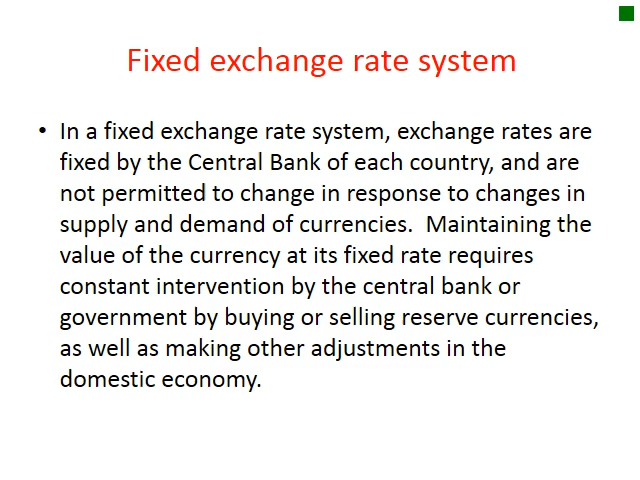 Fixed exchange rate system
• In a fixed exchange rate system, exchange rates are
fixed by the Central Bank of each country, and are
not permitted to change in response to changes in
supply and demand of currencies.  Maintaining the
value of the currency at its fixed rate requires
constant intervention by the central bank or
government by buying or selling reserve currencies,
as well as making other adjustments in the
domestic economy.